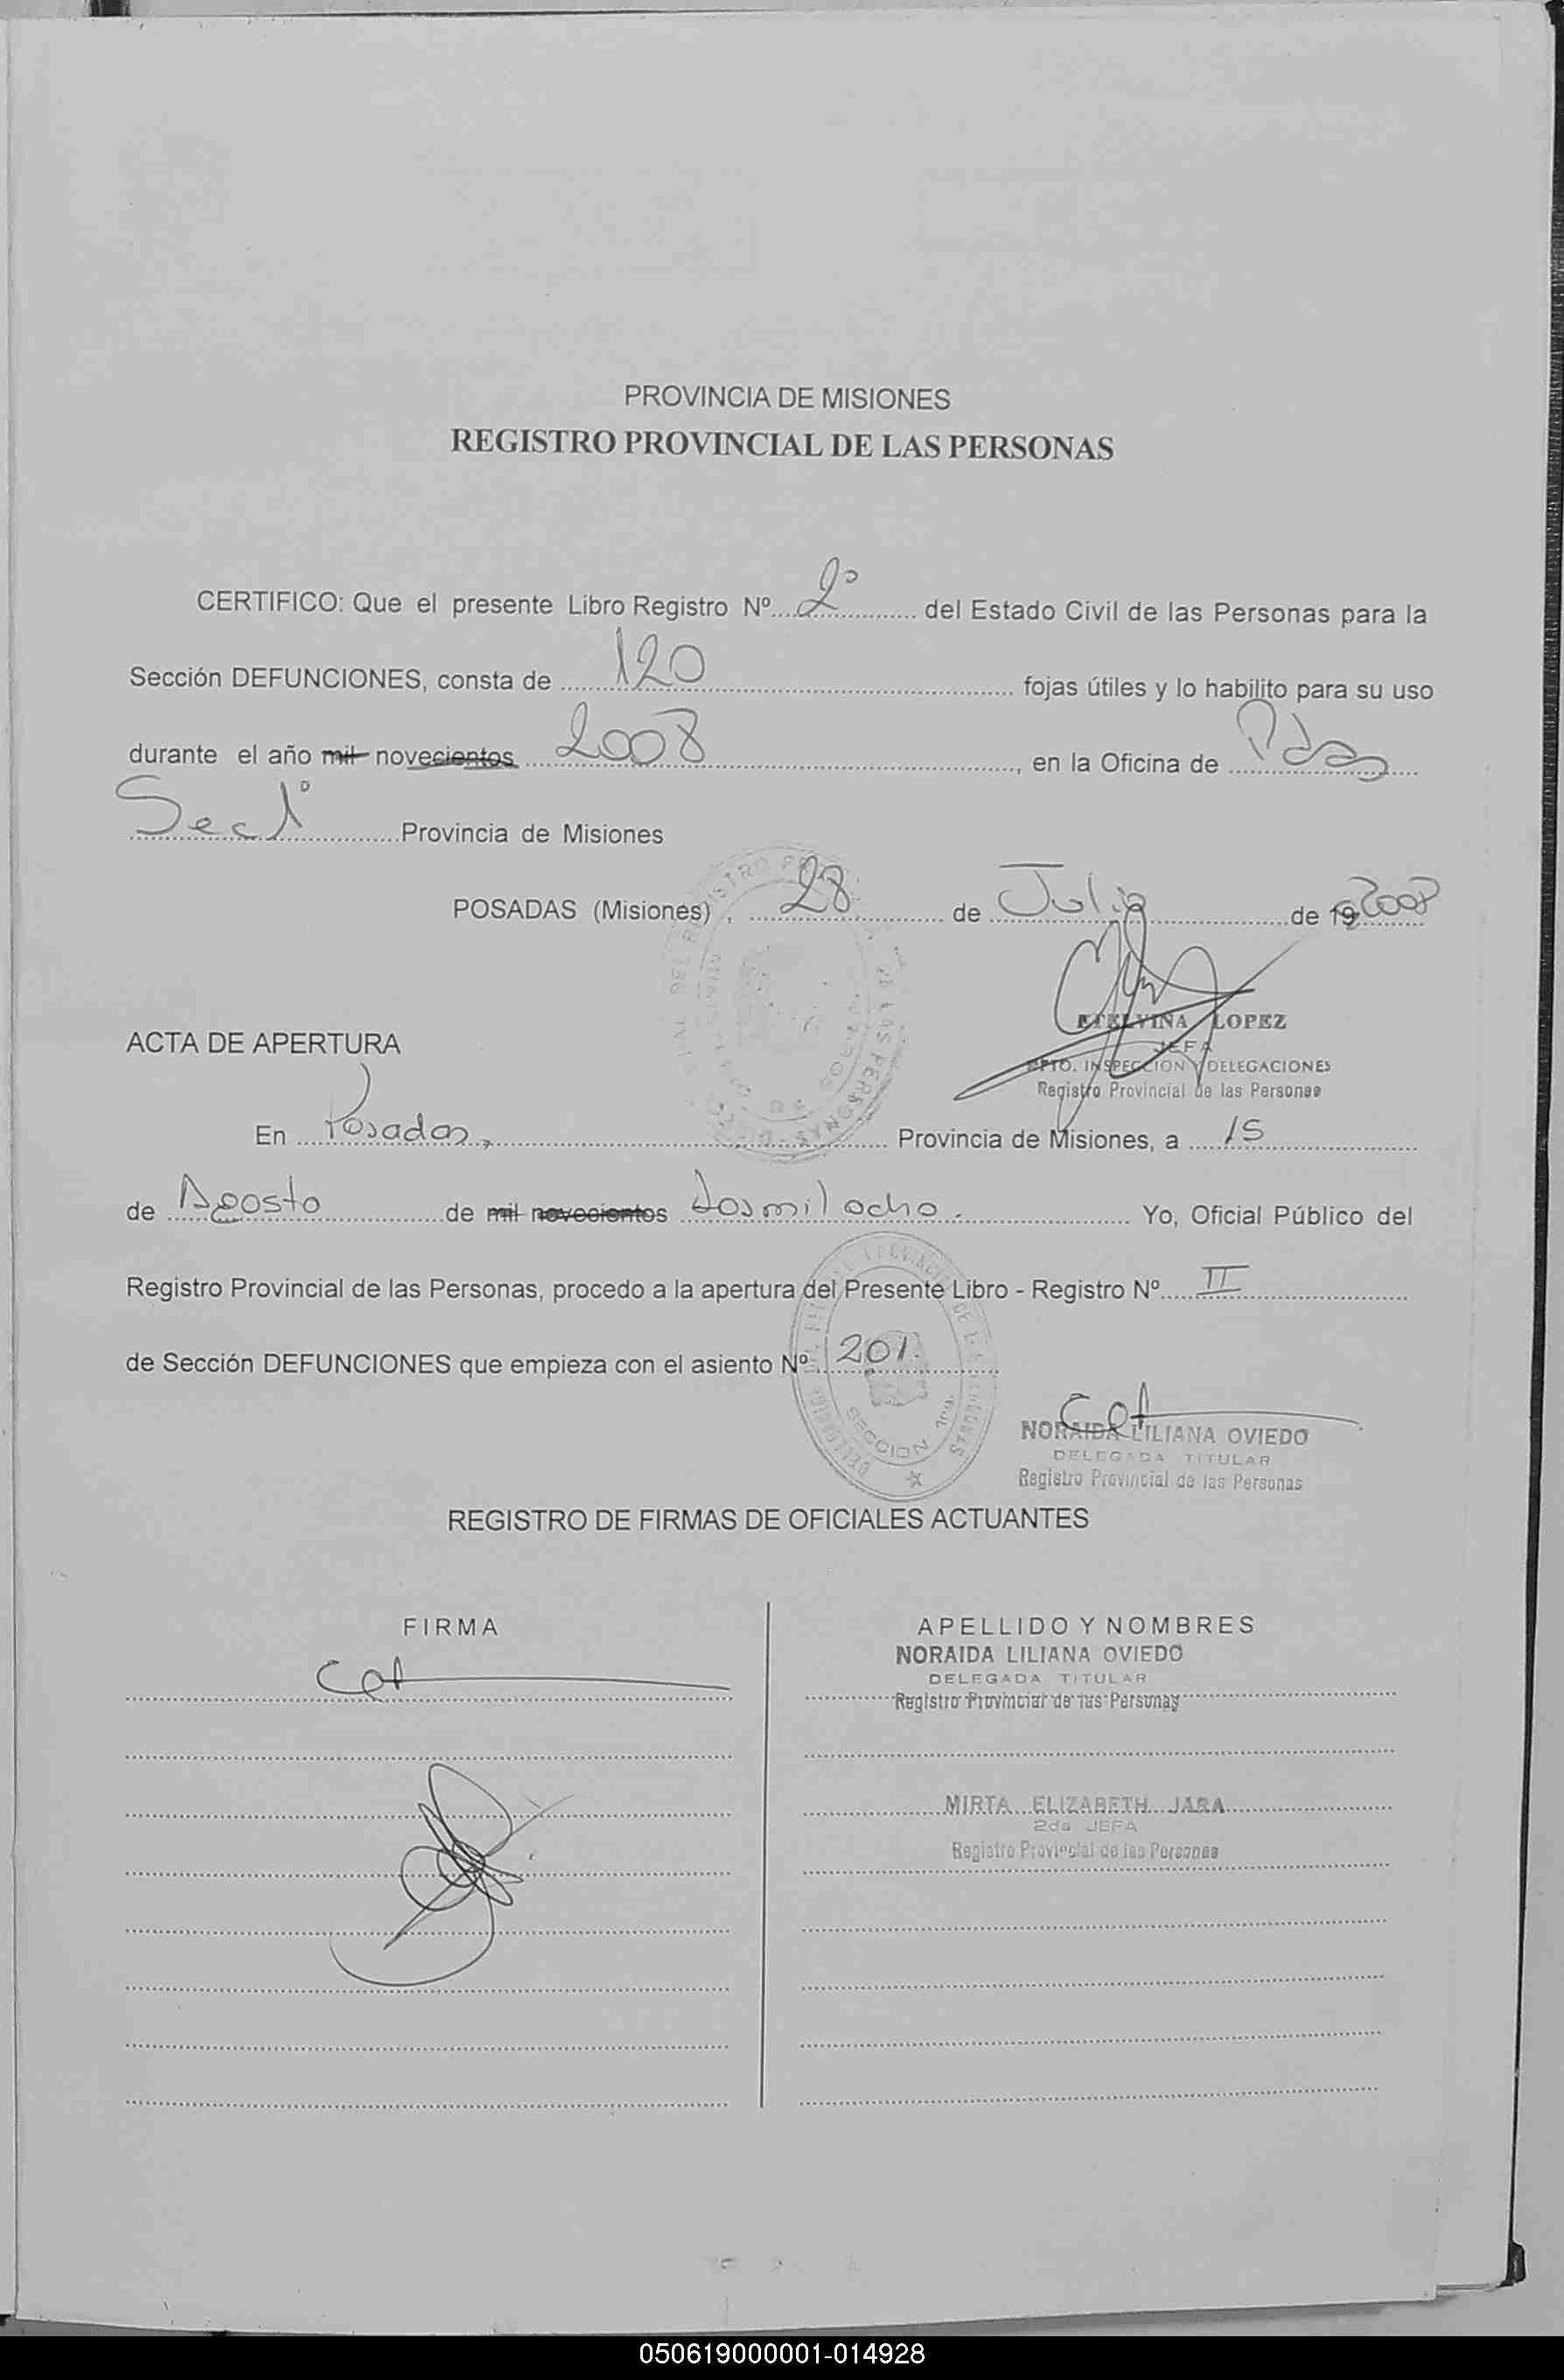 PROVINCIA DE MISIONES
REGISTRO PROVINCIAL DE LAS PERSONAS
CERTIFICO: Que el presente Libro Registro Nº 2º del Estado Civil de las Personas para la
Sección DEFUNCIONES, consta de 120 fojas útiles y lo habilito para su uso
durante el año mil novecientos 2008, en la Oficina de Pdas
Sec 1º Provincia de Misiones
POSADAS (Misiones), 28 de Julio de 19 2008
ATELVINA LOPEZ
JEFA
DPTO. INSPECCION Y DELEGACIONES
Registro Provincial de las Personas
ACTA DE APERTURA
En Posadas, Provincia de Misiones, a 15
de Agosto de mil novecientos dosmil ocho. Yo, Oficial Público del
Registro Provincial de las Personas, procedo a la apertura del Presente Libro - Registro Nº II
de Sección DEFUNCIONES que empieza con el asiento Nº 201.
NORAIDA LILIANA OVIEDO
DELEGADA TITULAR
Registro Provincial de las Personas
REGISTRO DE FIRMAS DE OFICIALES ACTUANTES
FIRMA
APELLIDO Y NOMBRES
NORAIDA LILIANA OVIEDO
DELEGADA TITULAR
Registro Provincial de las Personas
MIRTA ELIZABETH JARA
2da JEFA
Registro Provincial de las Personas
050619000001-014928